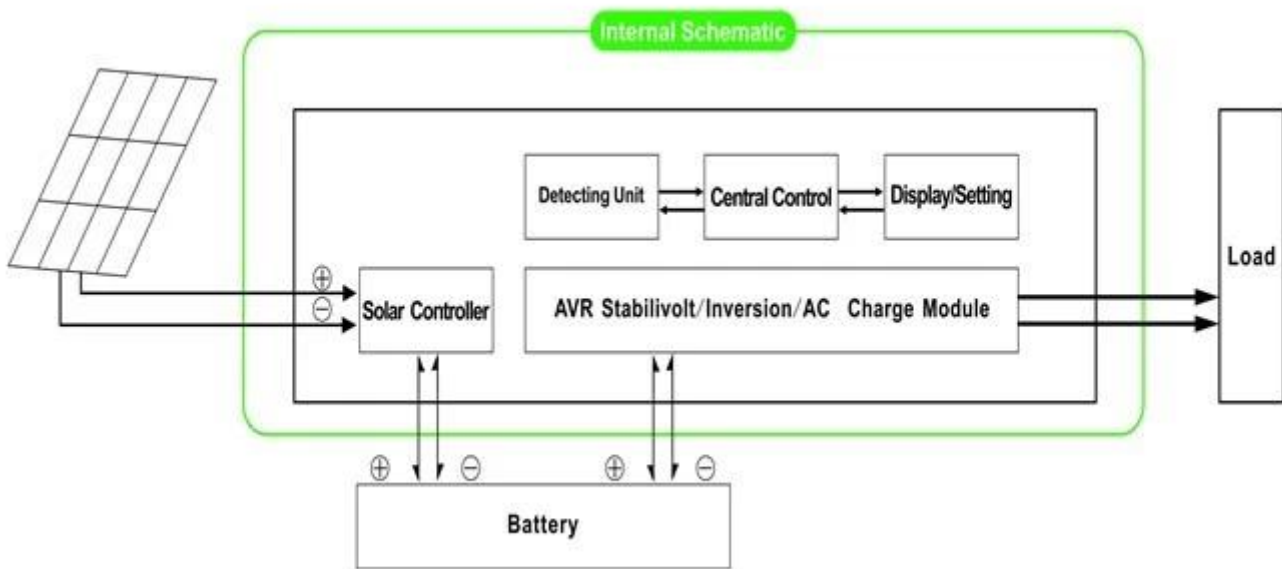 Internal Schematic
Detecting Unit
Central Control
Display/Setting
⊕
⊖
Solar Controller
AVR Stabilivolt/Inversion/AC Charge Module
Load
⊕ ⊖ ⊕ ⊖
Battery